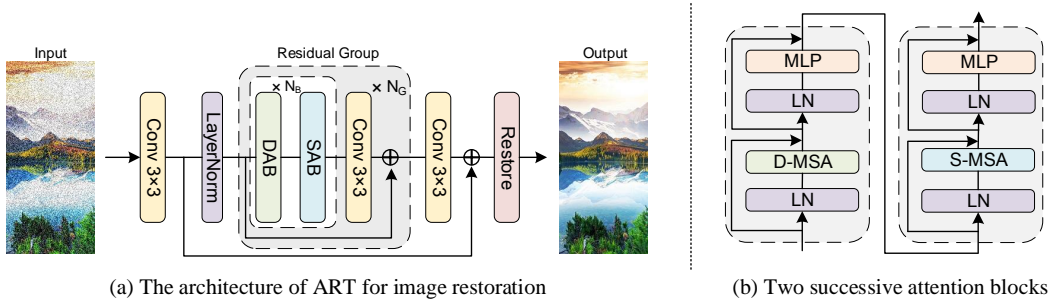 Input
Residual Group
Output
× N_B
× N_G
Conv 3×3
LayerNorm
DAB
SAB
Conv 3×3
Conv 3×3
Restore
(a) The architecture of ART for image restoration
MLP
LN
D-MSA
LN
MLP
LN
S-MSA
LN
(b) Two successive attention blocks